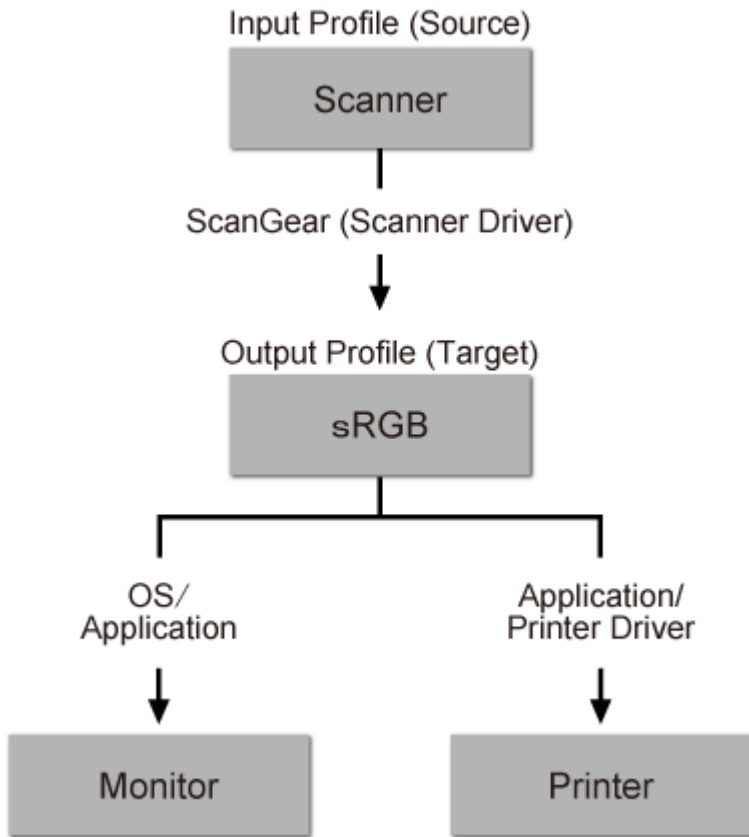 Input Profile (Source)
Scanner
ScanGear (Scanner Driver)
Output Profile (Target)
sRGB
OS/
Application
Application/
Printer Driver
Monitor
Printer